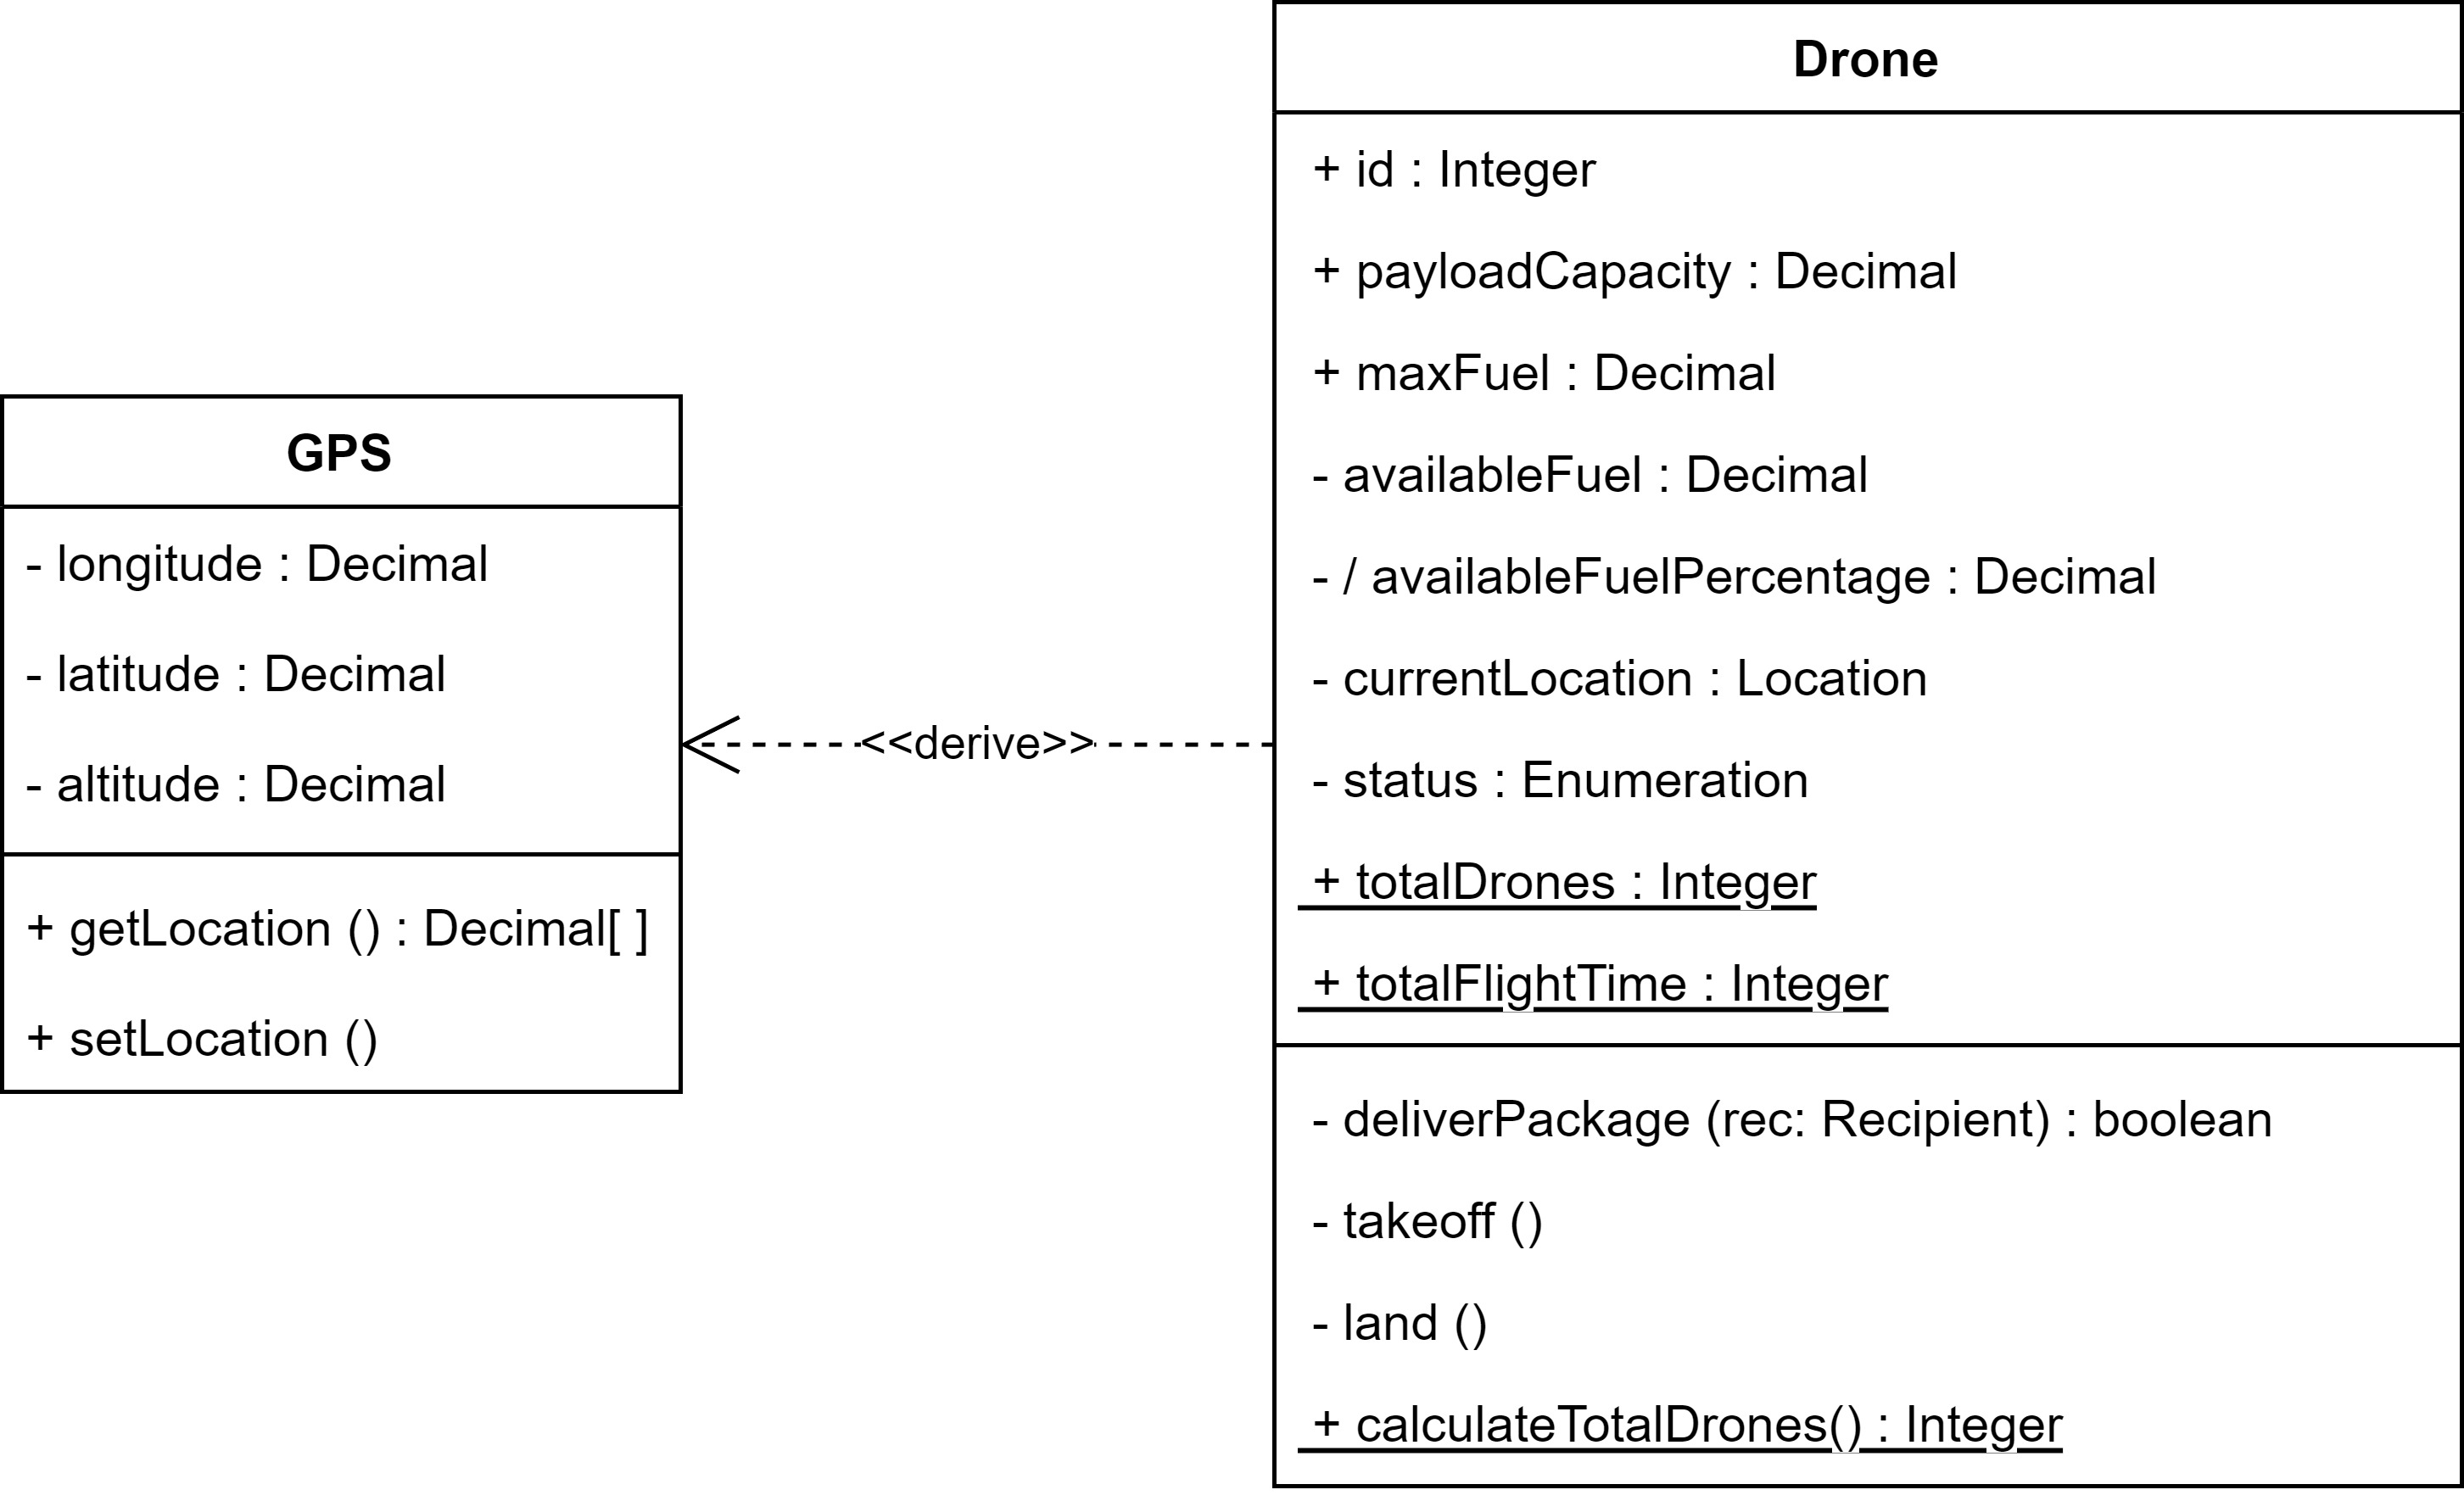 GPS
- longitude : Decimal
- latitude : Decimal
- altitude : Decimal
+ getLocation () : Decimal[ ]
+ setLocation ()
<<derive>>
Drone
+ id : Integer
+ payloadCapacity : Decimal
+ maxFuel : Decimal
- availableFuel : Decimal
- / availableFuelPercentage : Decimal
- currentLocation : Location
- status : Enumeration
+ totalDrones : Integer
+ totalFlightTime : Integer
- deliverPackage (rec: Recipient) : boolean
- takeoff ()
- land ()
+ calculateTotalDrones() : Integer